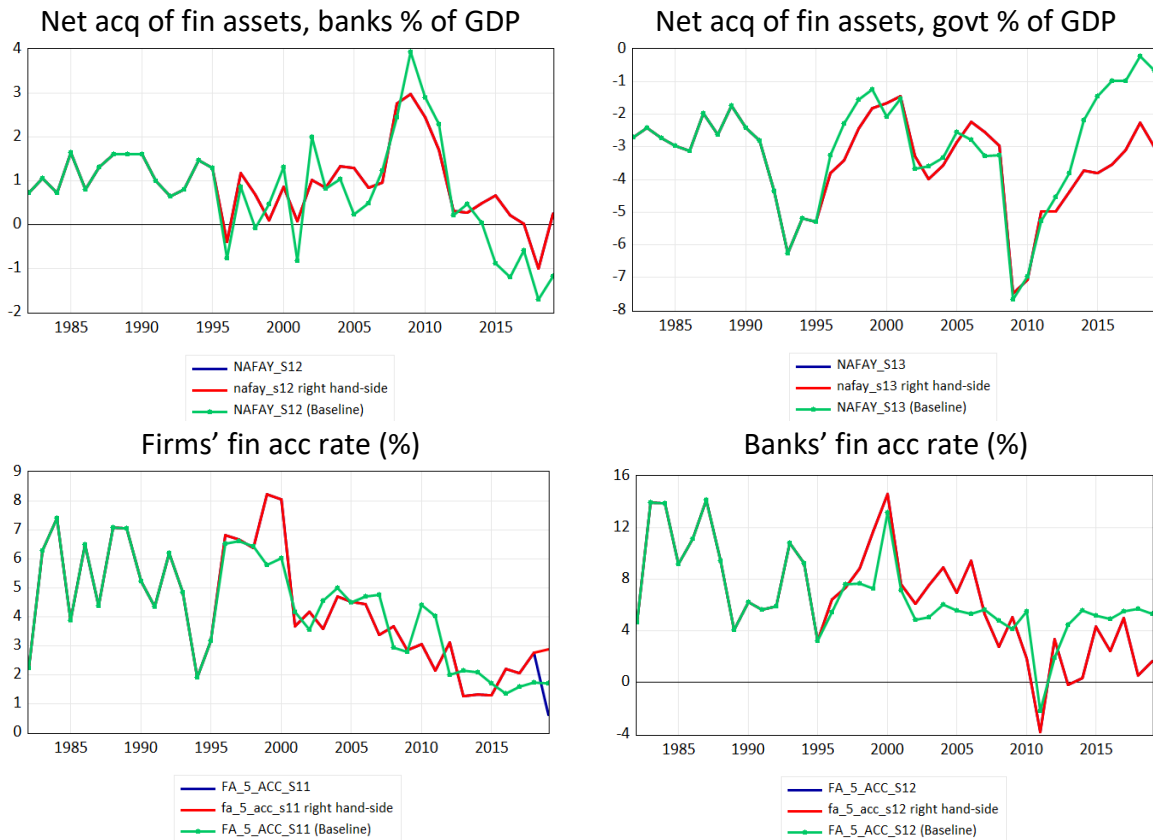 Net acq of fin assets, banks % of GDP
4
3
2
1
0
-1
-2
1985 1990 1995 2000 2005 2010 2015
NAFAY_S12
nafay_s12 right hand-side
NAFAY_S12 (Baseline)
Net acq of fin assets, govt % of GDP
0
-1
-2
-3
-4
-5
-6
-7
-8
1985 1990 1995 2000 2005 2010 2015
NAFAY_S13
nafay_s13 right hand-side
NAFAY_S13 (Baseline)
Firms’ fin acc rate (%)
9
8
7
6
5
4
3
2
1
0
1985 1990 1995 2000 2005 2010 2015
FA_5_ACC_S11
fa_5_acc_s11 right hand-side
FA_5_ACC_S11 (Baseline)
Banks’ fin acc rate (%)
16
12
8
4
0
-4
1985 1990 1995 2000 2005 2010 2015
FA_5_ACC_S12
fa_5_acc_s12 right hand-side
FA_5_ACC_S12 (Baseline)